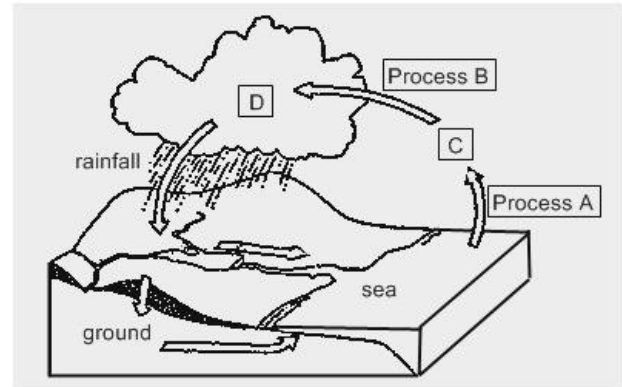 Process B
D
rainfall
C
Process A
sea
ground